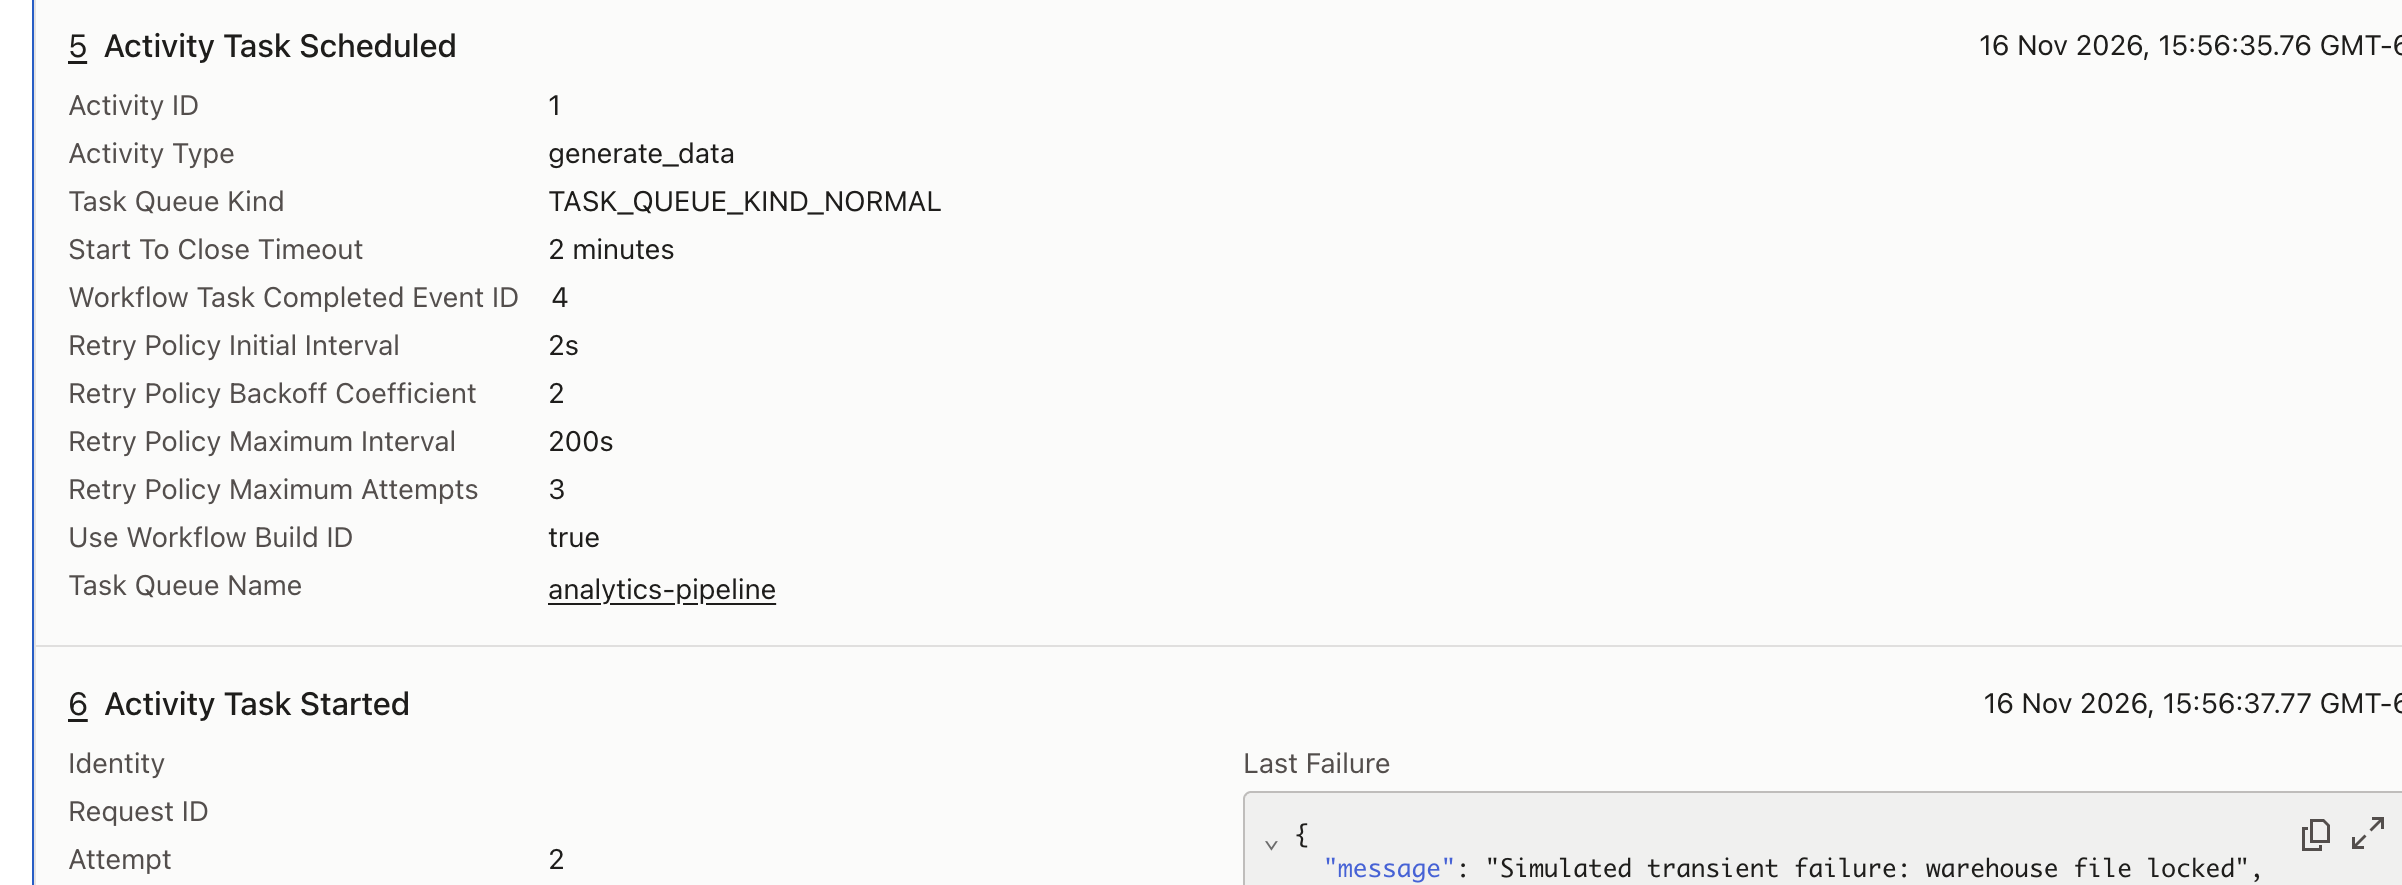 5 Activity Task Scheduled 16 Nov 2026, 15:56:35.76 GMT-6
Activity ID 1
Activity Type generate_data
Task Queue Kind TASK_QUEUE_KIND_NORMAL
Start To Close Timeout 2 minutes
Workflow Task Completed Event ID 4
Retry Policy Initial Interval 2s
Retry Policy Backoff Coefficient 2
Retry Policy Maximum Interval 200s
Retry Policy Maximum Attempts 3
Use Workflow Build ID true
Task Queue Name analytics-pipeline
6 Activity Task Started 16 Nov 2026, 15:56:37.77 GMT-6
Identity Last Failure
Request ID
{
Attempt 2
"message": "Simulated transient failure: warehouse file locked",